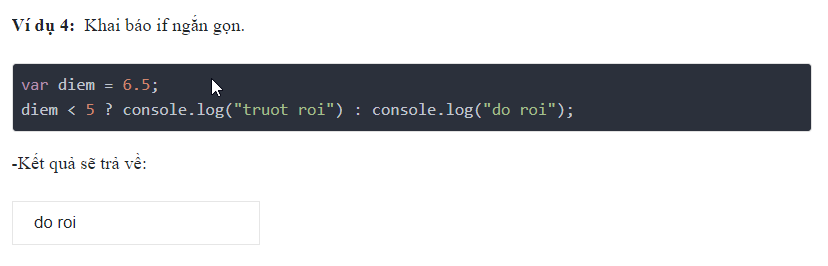 Ví dụ 4: Khai báo if ngắn gọn.
var diem = 6.5;
diem < 5 ? console.log("truot roi") : console.log("do roi");
-Kết quả sẽ trả về:
do roi